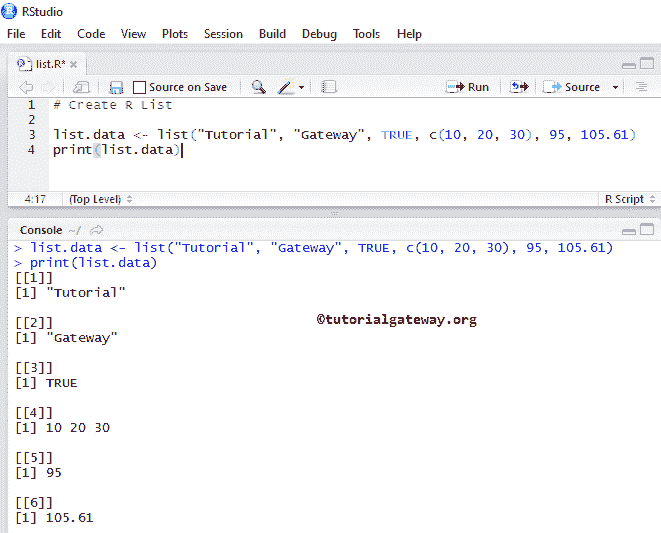 RStudio
File Edit Code View Plots Session Build Debug Tools Help
list.R*
Source on Save Run Source
1 # Create R List
2
3 list.data <- list("Tutorial", "Gateway", TRUE, c(10, 20, 30), 95, 105.61)
4 print(list.data)
4:17 (Top Level) R Script
Console ~/
> list.data <- list("Tutorial", "Gateway", TRUE, c(10, 20, 30), 95, 105.61)
> print(list.data)
[[1]]
[1] "Tutorial"
[[2]]
©tutorialgateway.org
[1] "Gateway"
[[3]]
[1] TRUE
[[4]]
[1] 10 20 30
[[5]]
[1] 95
[[6]]
[1] 105.61